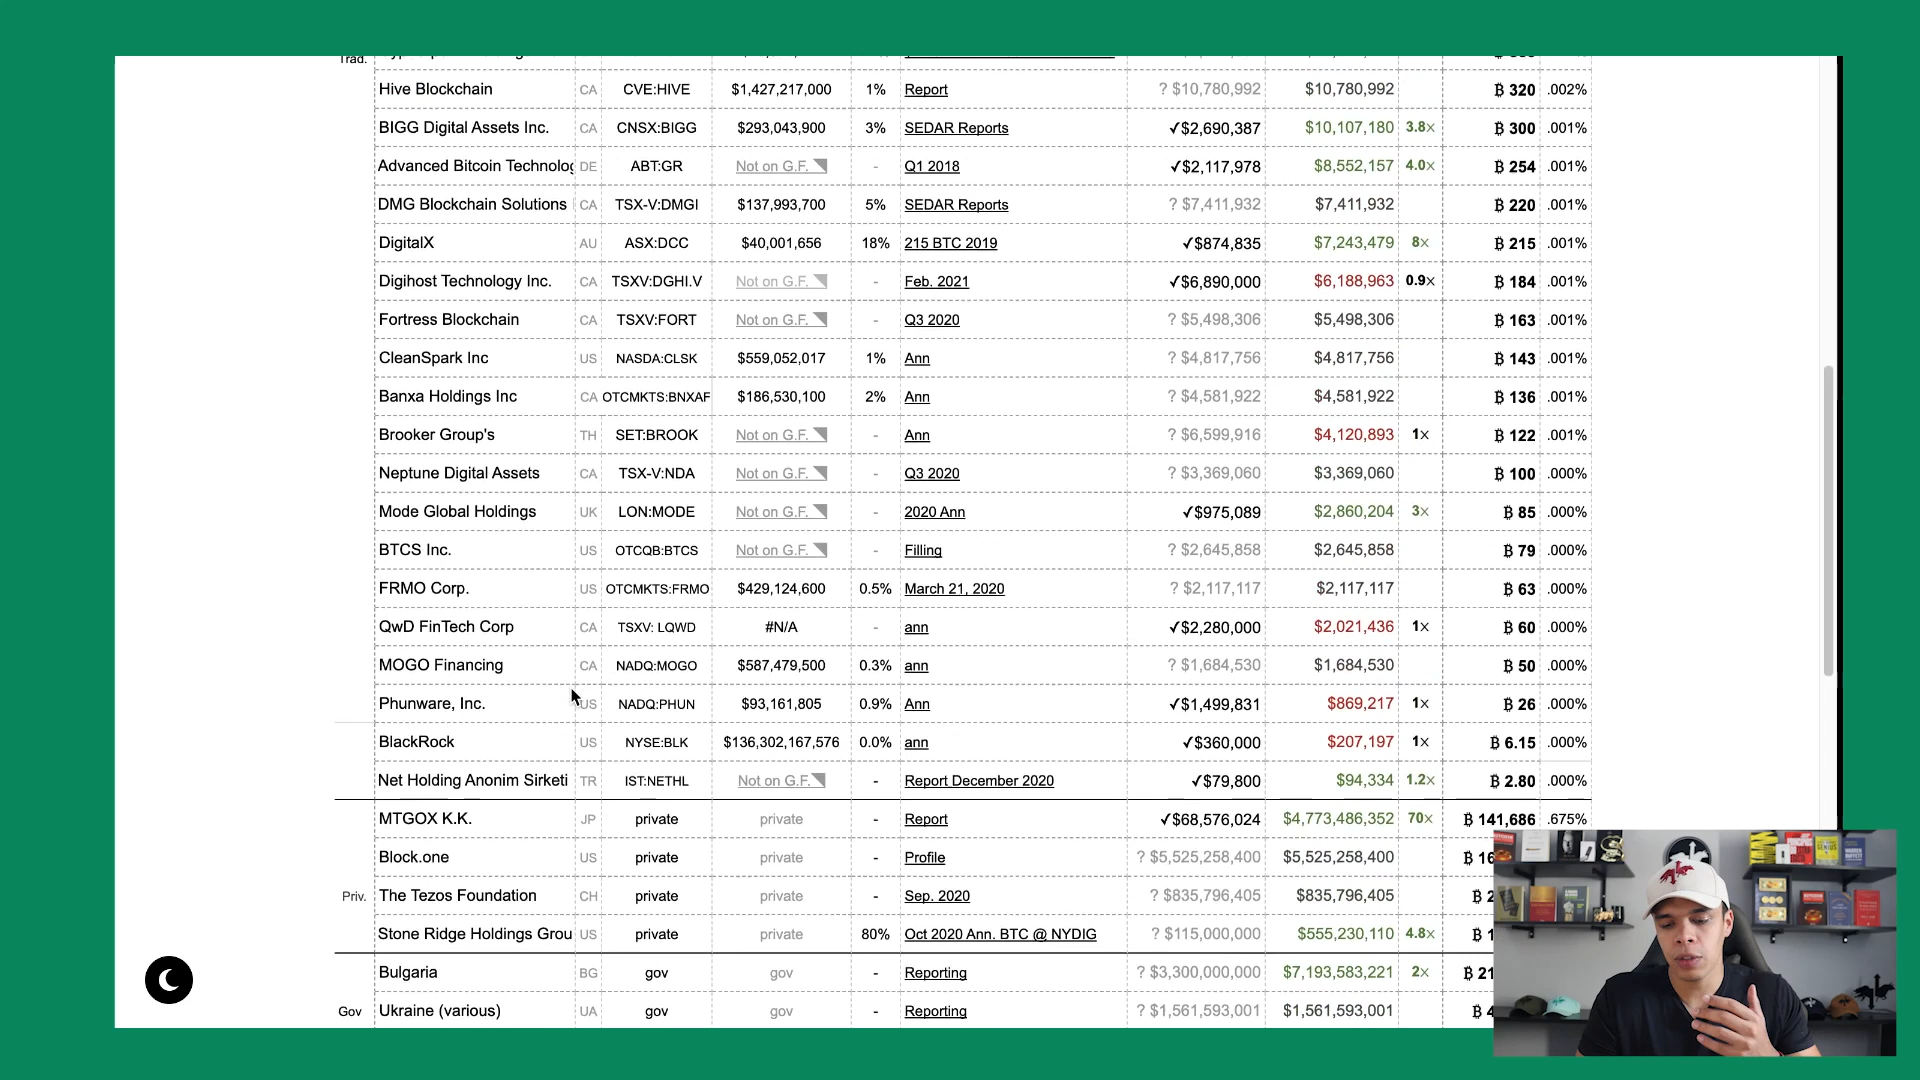 Trad.
Hive Blockchain CA CVE:HIVE $1,427,217,000 1% Report ? $10,780,992 $10,780,992 ₿ 320 .002%
BIGG Digital Assets Inc. CA CNSX:BIGG $293,043,900 3% SEDAR Reports ✓$2,690,387 $10,107,180 3.8x ₿ 300 .001%
Advanced Bitcoin Technolog DE ABT:GR Not on G.F. - Q1 2018 ✓$2,117,978 $8,552,157 4.0x ₿ 254 .001%
DMG Blockchain Solutions CA TSX-V:DMGI $137,993,700 5% SEDAR Reports ? $7,411,932 $7,411,932 ₿ 220 .001%
DigitalX AU ASX:DCC $40,001,656 18% 215 BTC 2019 ✓$874,835 $7,243,479 8x ₿ 215 .001%
Digihost Technology Inc. CA TSXV:DGHI.V Not on G.F. - Feb. 2021 ✓$6,890,000 $6,188,963 0.9x ₿ 184 .001%
Fortress Blockchain CA TSXV:FORT Not on G.F. - Q3 2020 ? $5,498,306 $5,498,306 ₿ 163 .001%
CleanSpark Inc US NASDA:CLSK $559,052,017 1% Ann ? $4,817,756 $4,817,756 ₿ 143 .001%
Banxa Holdings Inc CA OTCMKTS:BNXAF $186,530,100 2% Ann ? $4,581,922 $4,581,922 ₿ 136 .001%
Brooker Group's TH SET:BROOK Not on G.F. - Ann ? $6,599,916 $4,120,893 1x ₿ 122 .001%
Neptune Digital Assets CA TSX-V:NDA Not on G.F. - Q3 2020 ? $3,369,060 $3,369,060 ₿ 100 .000%
Mode Global Holdings UK LON:MODE Not on G.F. - 2020 Ann ✓$975,089 $2,860,204 3x ₿ 85 .000%
BTCS Inc. US OTCQB:BTCS Not on G.F. - Filling ? $2,645,858 $2,645,858 ₿ 79 .000%
FRMO Corp. US OTCMKTS:FRMO $429,124,600 0.5% March 21, 2020 ? $2,117,117 $2,117,117 ₿ 63 .000%
QwD FinTech Corp CA TSXV: LQWD #N/A - ann ✓$2,280,000 $2,021,436 1x ₿ 60 .000%
MOGO Financing CA NADQ:MOGO $587,479,500 0.3% ann ? $1,684,530 $1,684,530 ₿ 50 .000%
Phunware, Inc. US NADQ:PHUN $93,161,805 0.9% Ann ✓$1,499,831 $869,217 1x ₿ 26 .000%
BlackRock US NYSE:BLK $136,302,167,576 0.0% ann ✓$360,000 $207,197 1x ₿ 6.15 .000%
Net Holding Anonim Sirketi TR IST:NETHL Not on G.F. - Report December 2020 ✓$79,800 $94,334 1.2x ₿ 2.80 .000%
MTGOX K.K. JP private private - Report ✓$68,576,024 $4,773,486,352 70x ₿ 141,686 .675%
Block.one US private private - Profile ? $5,525,258,400 $5,525,258,400 ₿ 16
Priv. The Tezos Foundation CH private private - Sep. 2020 ? $835,796,405 $835,796,405 ₿ 2
Stone Ridge Holdings Grou US private private 80% Oct 2020 Ann. BTC @ NYDIG ? $115,000,000 $555,230,110 4.8x ₿ 1
Bulgaria BG gov gov - Reporting ? $3,300,000,000 $7,193,583,221 2x ₿ 21
Gov Ukraine (various) UA gov gov - Reporting ? $1,561,593,001 $1,561,593,001 ₿ 4